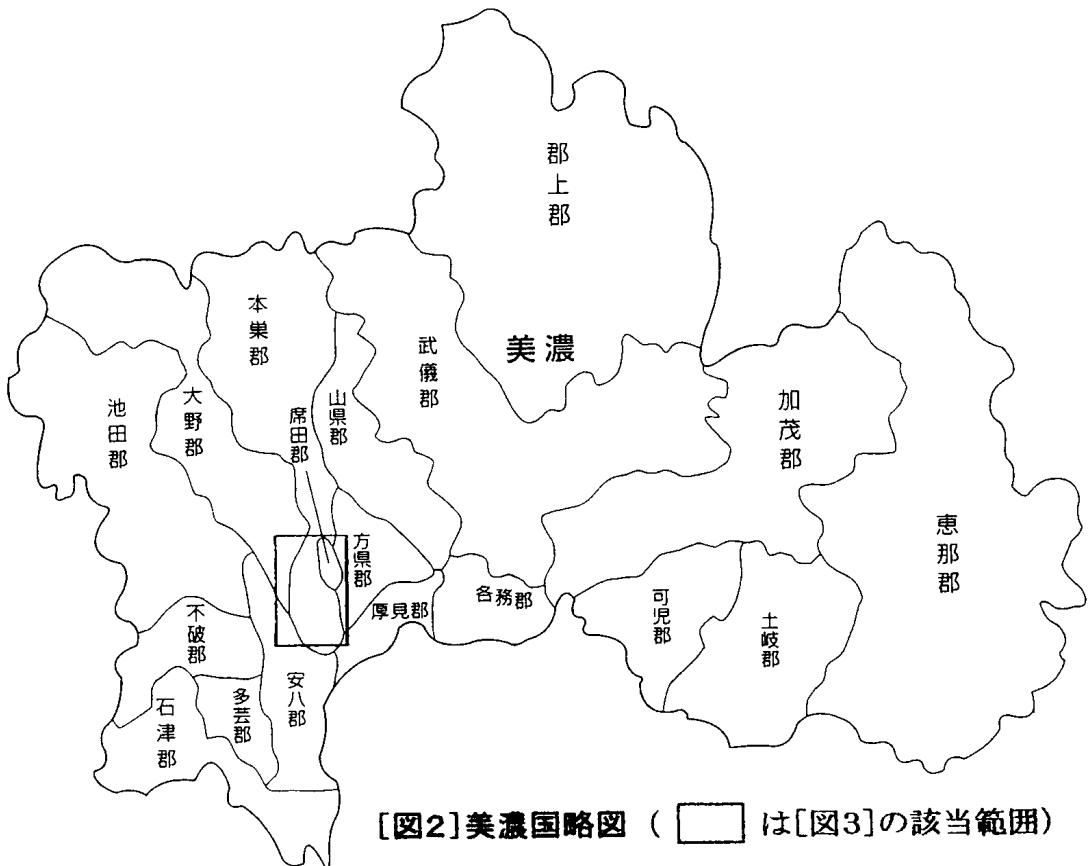 郡上郡
本巣郡
美濃
武儀郡
山県郡
席田郡
大野郡
池田郡
加茂郡
恵那郡
方県郡
厚見郡
各務郡
可児郡
土岐郡
不破郡
安八郡
多芸郡
石津郡
[図2]美濃国略図 ( は[図3]の該当範囲)